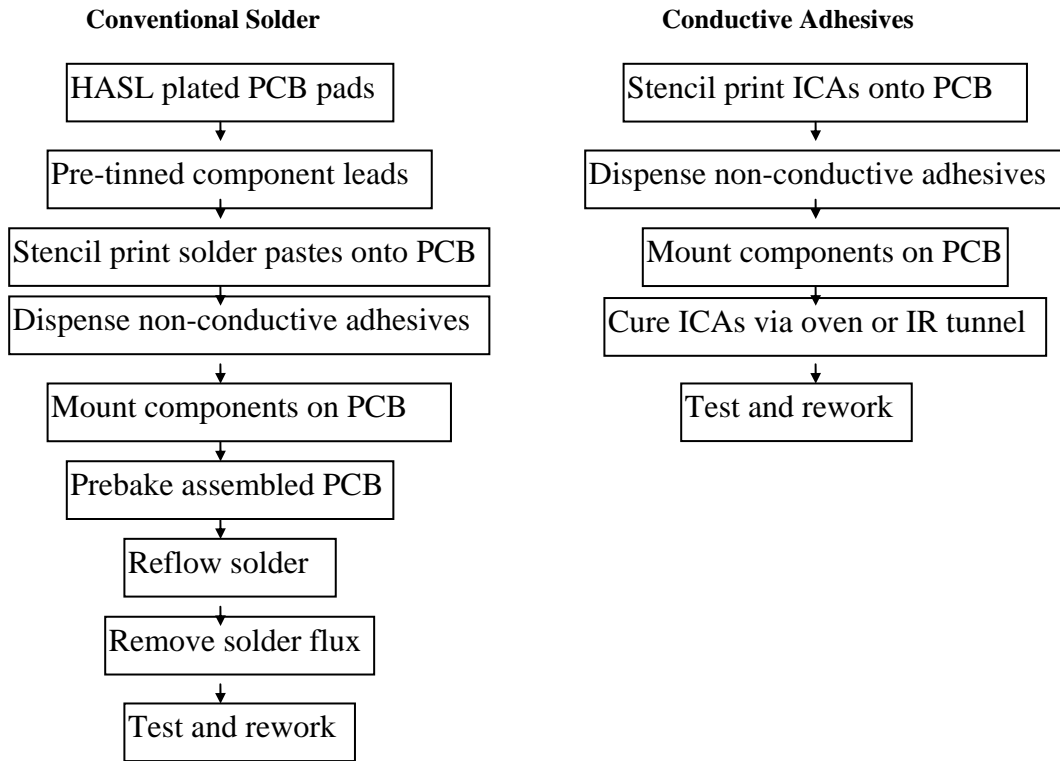 Conventional Solder
HASL plated PCB pads
Pre-tinned component leads
Stencil print solder pastes onto PCB
Dispense non-conductive adhesives
Mount components on PCB
Prebake assembled PCB
Reflow solder
Remove solder flux
Test and rework
Conductive Adhesives
Stencil print ICAs onto PCB
Dispense non-conductive adhesives
Mount components on PCB
Cure ICAs via oven or IR tunnel
Test and rework